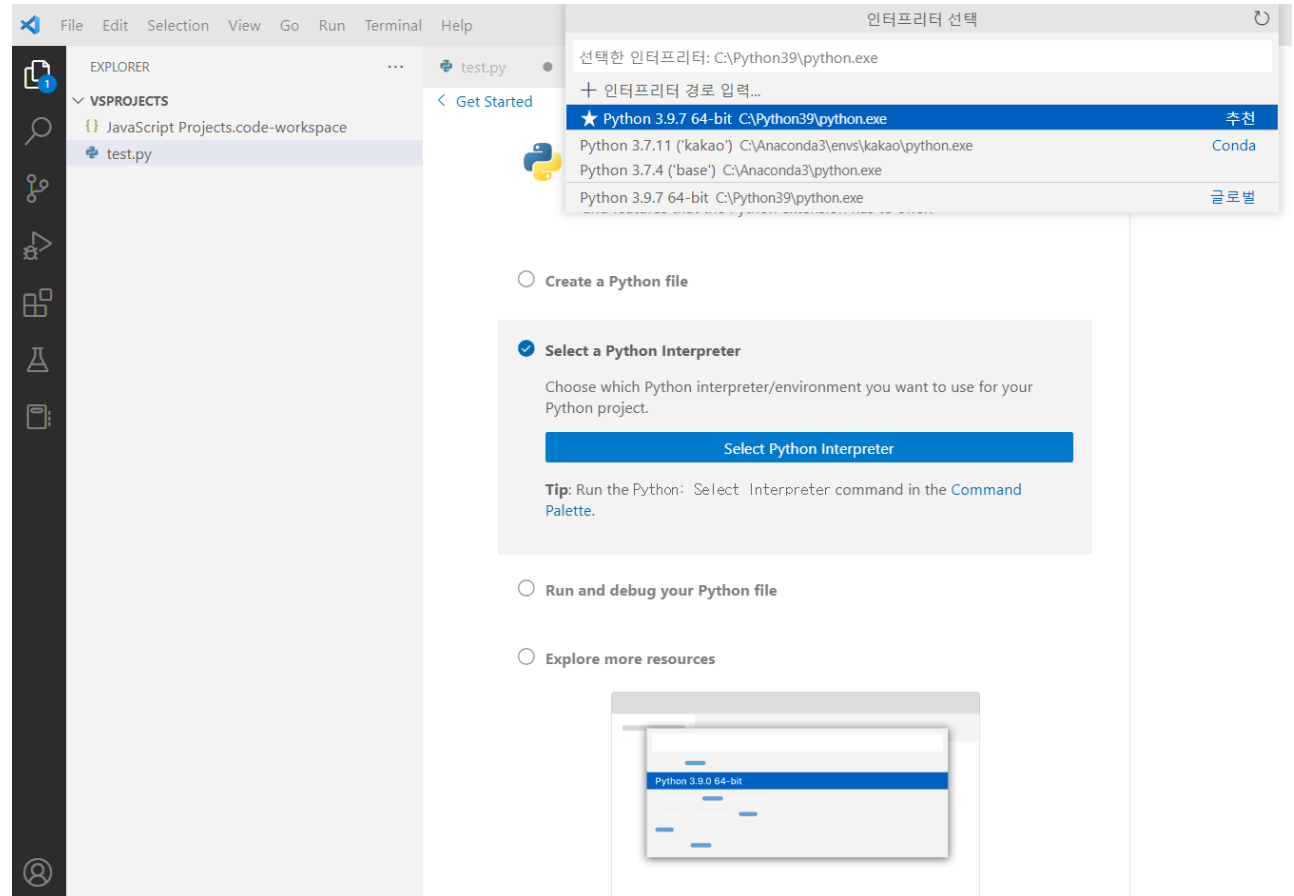 File Edit Selection View Go Run Terminal Help
인터프리터 선택
EXPLORER
test.py
선택한 인터프리터: C:\Python39\python.exe
VSPROJECTS
Get Started
인터프리터 경로 입력...
JavaScript Projects.code-workspace
Python 3.9.7 64-bit C:\Python39\python.exe 추천
test.py
Python 3.7.11 ('kakao') C:\Anaconda3\envs\kakao\python.exe Conda
Python 3.7.4 ('base') C:\Anaconda3\python.exe
Python 3.9.7 64-bit C:\Python39\python.exe 글로벌
1
Create a Python file
Select a Python Interpreter
Choose which Python interpreter/environment you want to use for your
Python project.
Select Python Interpreter
Tip: Run the Python: Select Interpreter command in the Command
Palette.
Run and debug your Python file
Explore more resources
Python 3.9.0 64-bit